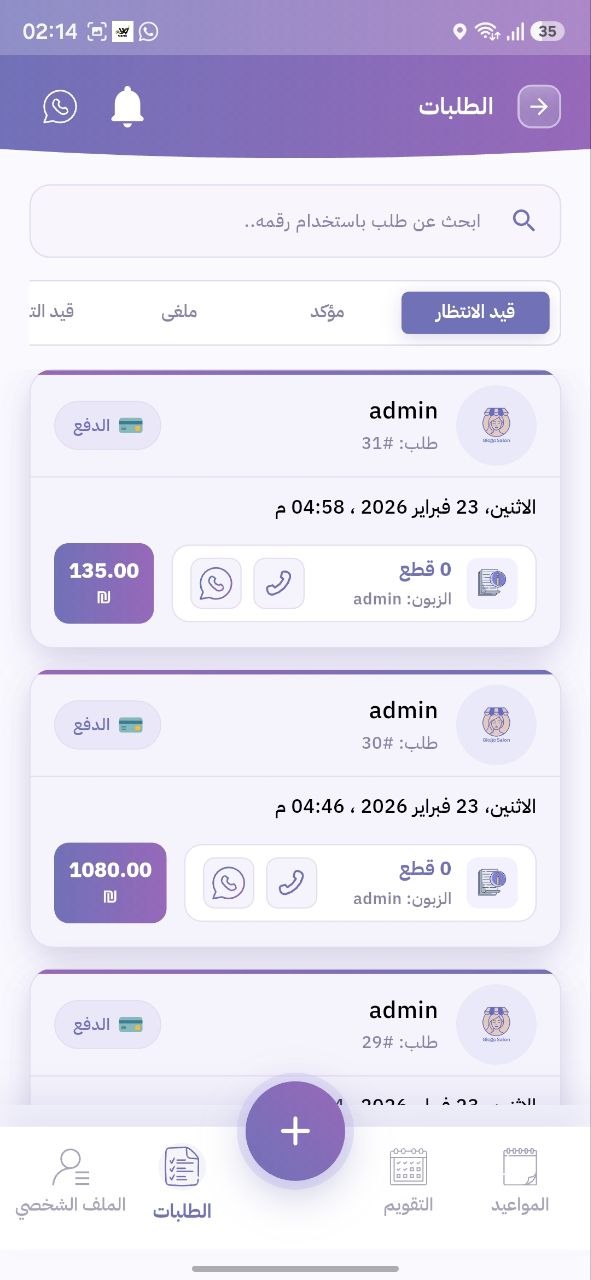 02:14
35
الطلبات
ابحث عن طلب باستخدام رقمه..
قيد الانتظار
مؤكد
ملغى
قيد الت
admin
طلب: #31
الدفع
الاثنين، 23 فبراير 2026 ، 04:58 م
0 قطع
الزبون: admin
135.00
₪
admin
طلب: #30
الدفع
الاثنين، 23 فبراير 2026 ، 04:46 م
0 قطع
الزبون: admin
1080.00
₪
admin
طلب: #29
الدفع
المواعيد
التقويم
الطلبات
الملف الشخصي